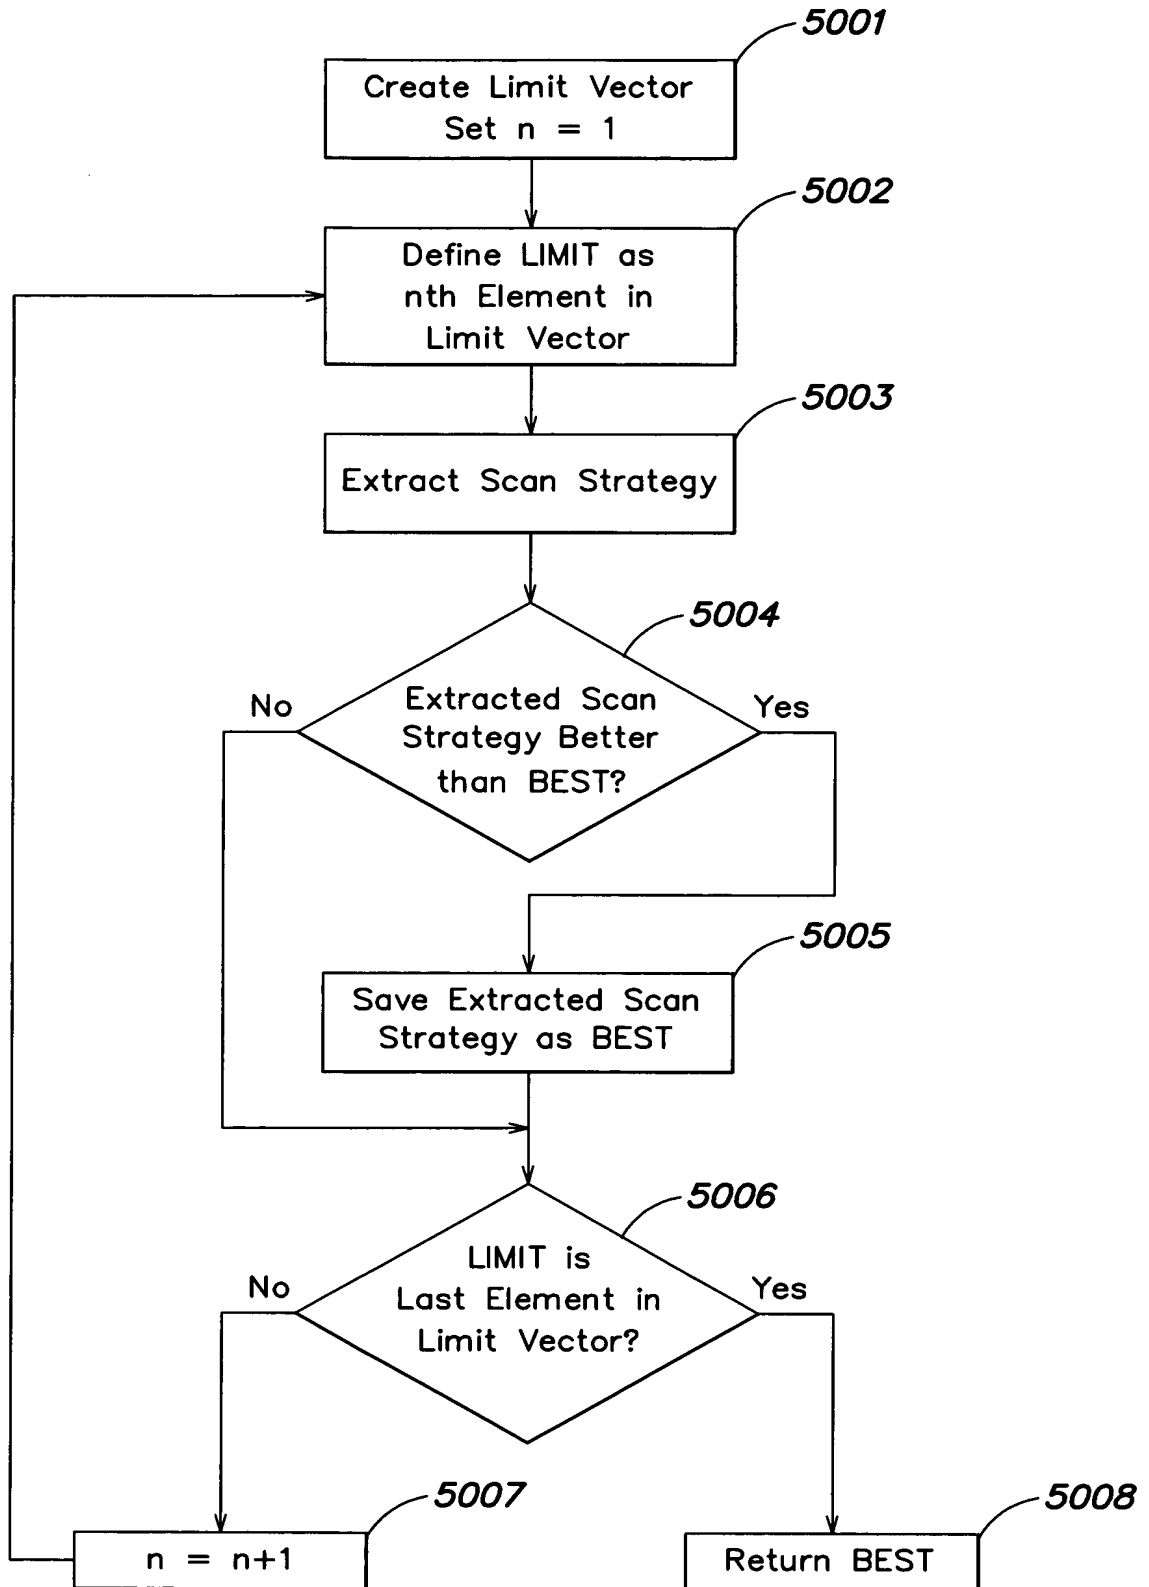 5001
Create Limit Vector
Set n = 1
5002
Define LIMIT as
nth Element in
Limit Vector
5003
Extract Scan Strategy
5004
No
Extracted Scan
Strategy Better
than BEST?
Yes
5005
Save Extracted Scan
Strategy as BEST
5006
No
LIMIT is
Last Element in
Limit Vector?
Yes
5007
n = n+1
5008
Return BEST